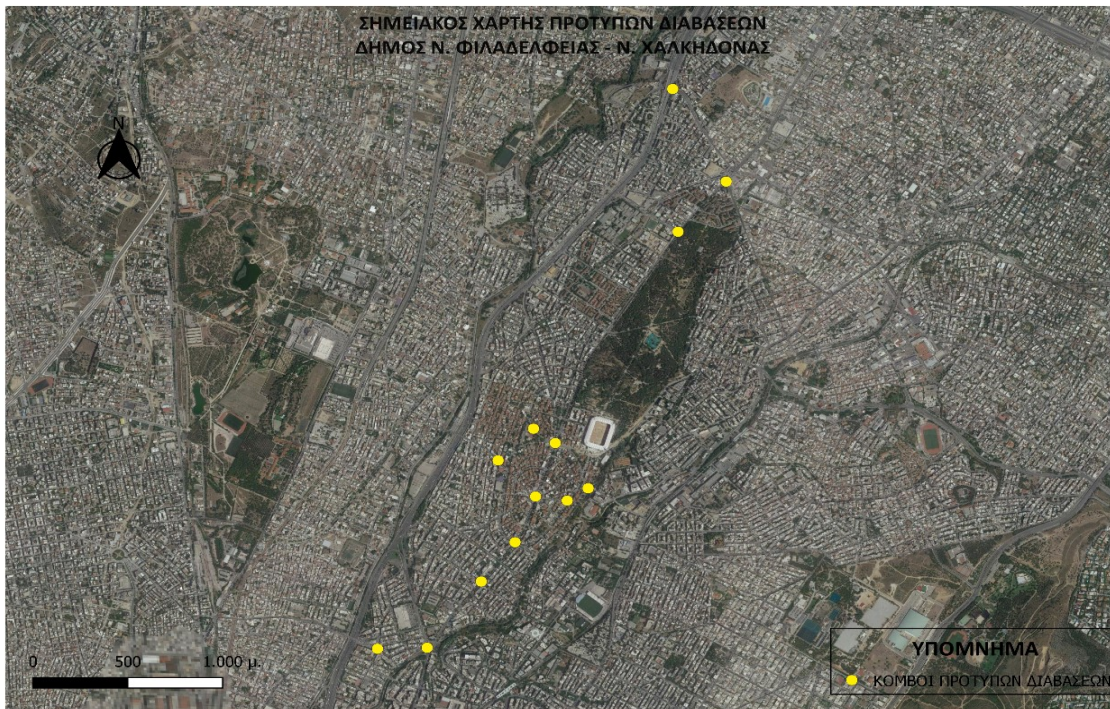 ΣΗΜΕΙΑΚΟΣ ΧΑΡΤΗΣ ΠΡΟΤΥΠΩΝ ΔΙΑΒΑΣΕΩΝ
ΔΗΜΟΣ Ν. ΦΙΛΑΔΕΛΦΕΙΑΣ - Ν. ΧΑΛΚΗΔΟΝΑΣ
N
0 500 1.000 μ.
ΥΠΟΜΝΗΜΑ
ΚΟΜΒΟΙ ΠΡΟΤΥΠΩΝ ΔΙΑΒΑΣΕΩΝ